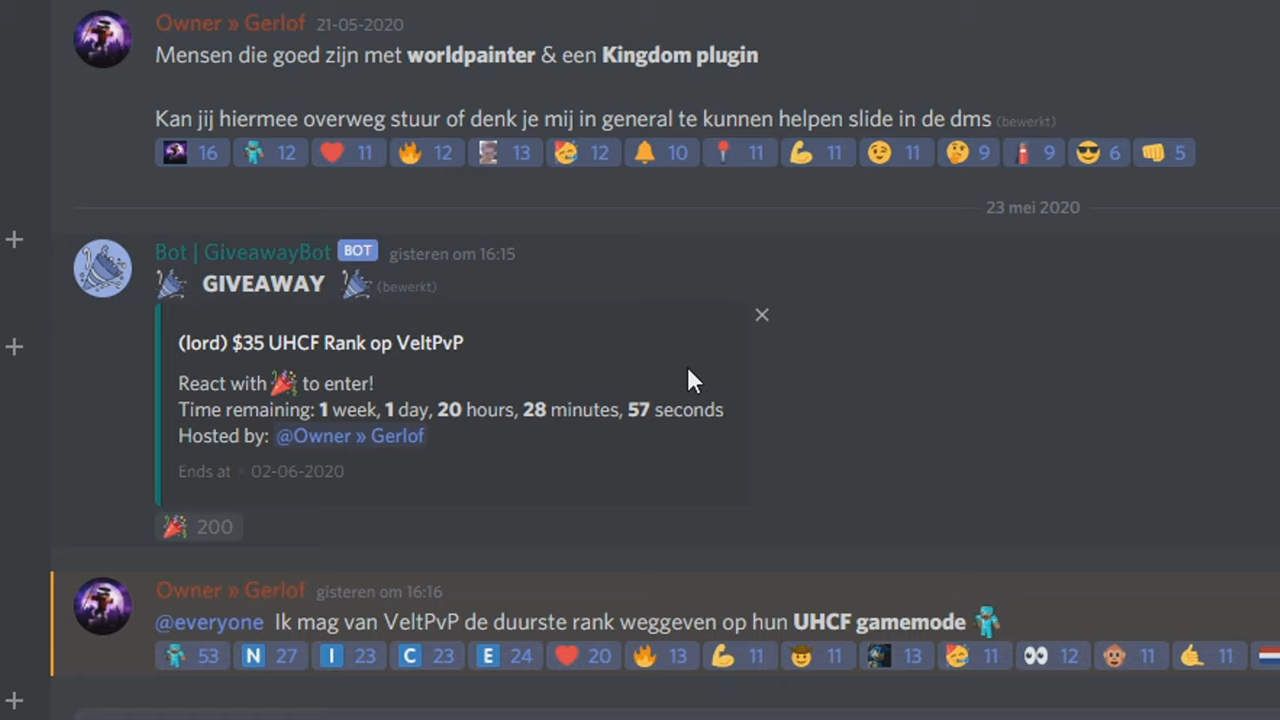 Owner » Gerlof 21-05-2020
Mensen die goed zijn met worldpainter & een Kingdom plugin
Kan jij hiermee overweg stuur of denk je mij in general te kunnen helpen slide in de dms (bewerkt)
16 12 11 12 13 12 10 11 11 11 9 9 6 5
23 mei 2020
Bot | GiveawayBot BOT gisteren om 16:15
GIVEAWAY (bewerkt)
(lord) $35 UHCF Rank op VeltPvP
React with 🎉 to enter!
Time remaining: 1 week, 1 day, 20 hours, 28 minutes, 57 seconds
Hosted by: @Owner » Gerlof
Ends at • 02-06-2020
200
Owner » Gerlof gisteren om 16:16
@everyone Ik mag van VeltPvP de duurste rank weggeven op hun UHCF gamemode
53 N 27 I 23 C 23 E 24 20 13 11 11 13 11 12 11 11